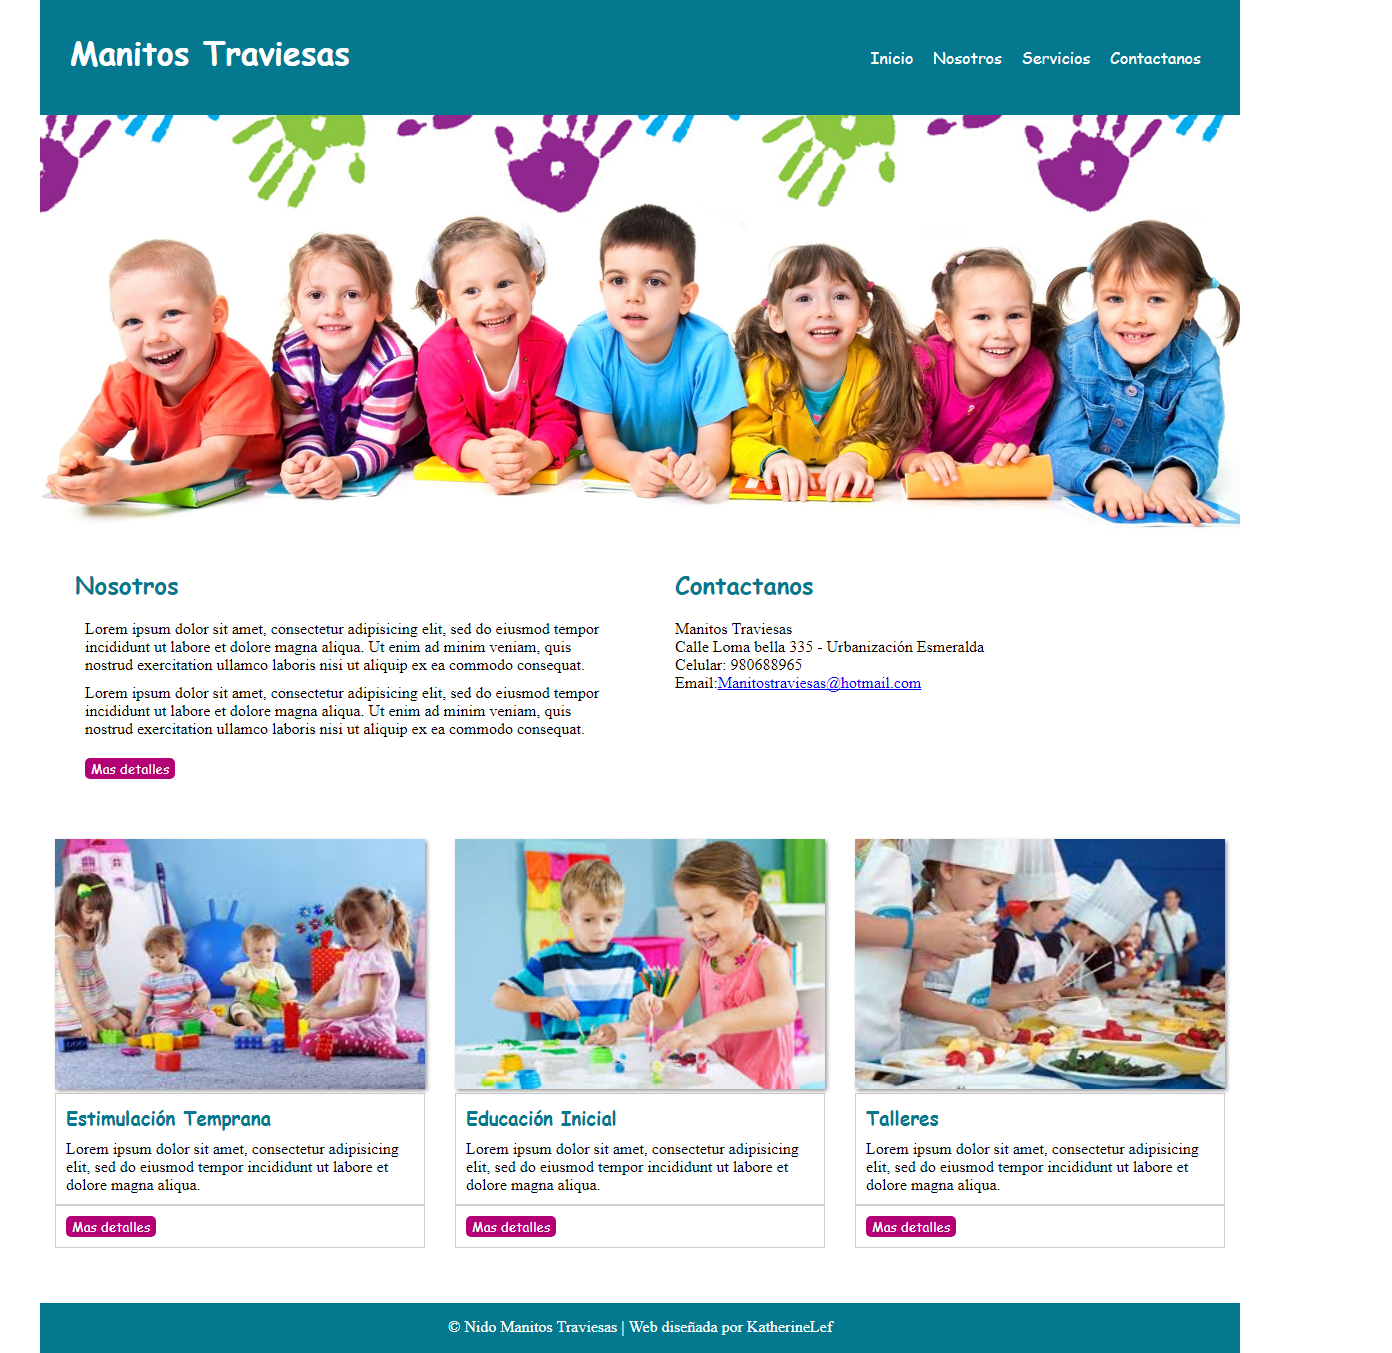 Manitos Traviesas
Inicio Nosotros Servicios Contactanos
Nosotros
Lorem ipsum dolor sit amet, consectetur adipisicing elit, sed do eiusmod tempor
incididunt ut labore et dolore magna aliqua. Ut enim ad minim veniam, quis
nostrud exercitation ullamco laboris nisi ut aliquip ex ea commodo consequat.
Lorem ipsum dolor sit amet, consectetur adipisicing elit, sed do eiusmod tempor
incididunt ut labore et dolore magna aliqua. Ut enim ad minim veniam, quis
nostrud exercitation ullamco laboris nisi ut aliquip ex ea commodo consequat.
Mas detalles
Contactanos
Manitos Traviesas
Calle Loma bella 335 - Urbanización Esmeralda
Celular: 980688965
Email:Manitostraviesas@hotmail.com
Estimulación Temprana
Lorem ipsum dolor sit amet, consectetur adipisicing
elit, sed do eiusmod tempor incididunt ut labore et
dolore magna aliqua.
Mas detalles
Educación Inicial
Lorem ipsum dolor sit amet, consectetur adipisicing
elit, sed do eiusmod tempor incididunt ut labore et
dolore magna aliqua.
Mas detalles
Talleres
Lorem ipsum dolor sit amet, consectetur adipisicing
elit, sed do eiusmod tempor incididunt ut labore et
dolore magna aliqua.
Mas detalles
© Nido Manitos Traviesas | Web diseñada por KatherineLef